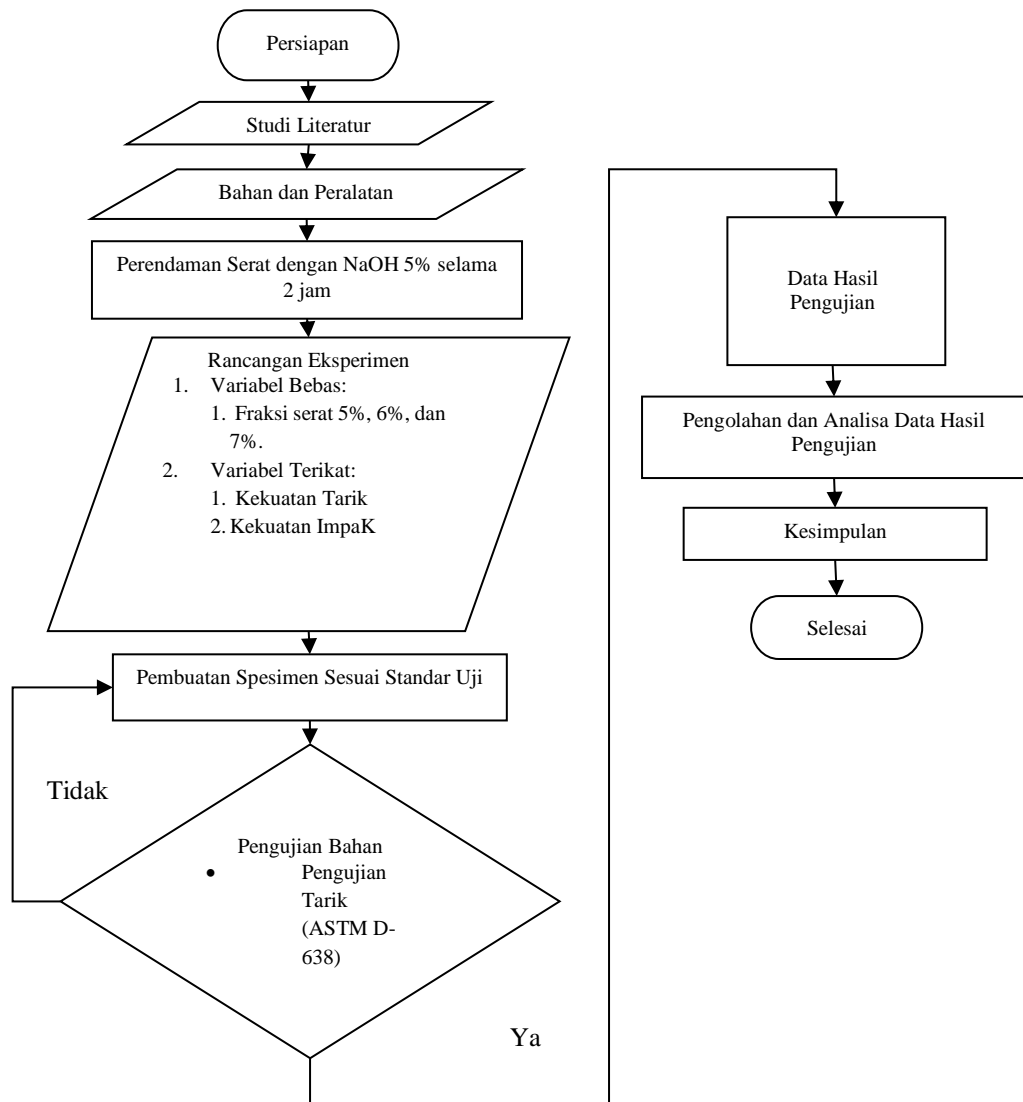 Persiapan
Studi Literatur
Bahan dan Peralatan
Perendaman Serat dengan NaOH 5% selama
2 jam
Rancangan Eksperimen
1. Variabel Bebas:
1. Fraksi serat 5%, 6%, dan
7%.
2. Variabel Terikat:
1. Kekuatan Tarik
2. Kekuatan ImpaK
Pembuatan Spesimen Sesuai Standar Uji
Tidak
Pengujian Bahan
• Pengujian
Tarik
(ASTM D-
638)
Ya
Data Hasil
Pengujian
Pengolahan dan Analisa Data Hasil
Pengujian
Kesimpulan
Selesai